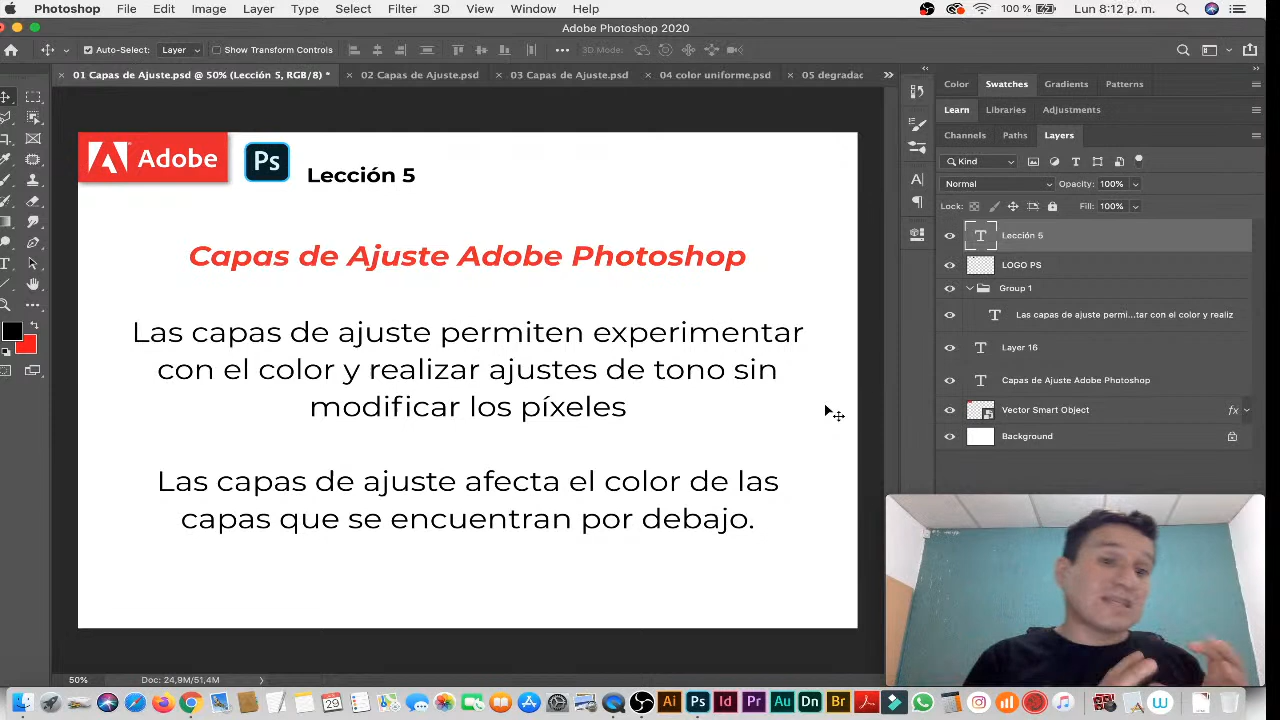 Photoshop File Edit Image Layer Type Select Filter 3D View Window Help 100 % Lun 8:12 p. m.
Adobe Photoshop 2020
Auto-Select: Layer Show Transform Controls 3D Mode:
01 Capas de Ajuste.psd @ 50% (Lección 5, RGB/8) * 02 Capas de Ajuste.psd 03 Capas de Ajuste.psd 04 color uniforme.psd 05 degradac
Color Swatches Gradients Patterns
Learn Libraries Adjustments
Channels Paths Layers
Kind
Normal Opacity: 100%
Lock: Fill: 100%
Lección 5
LOGO PS
Group 1
Las capas de ajuste permi...tar con el color y realiz
Layer 16
Capas de Ajuste Adobe Photoshop
Vector Smart Object fx
Background
Adobe Ps Lección 5
Capas de Ajuste Adobe Photoshop
Las capas de ajuste permiten experimentar
con el color y realizar ajustes de tono sin
modificar los píxeles
Las capas de ajuste afecta el color de las
capas que se encuentran por debajo.
50% Doc: 24,9M/51,4M
29 Ai Ps Id Pr Au Dn Br W